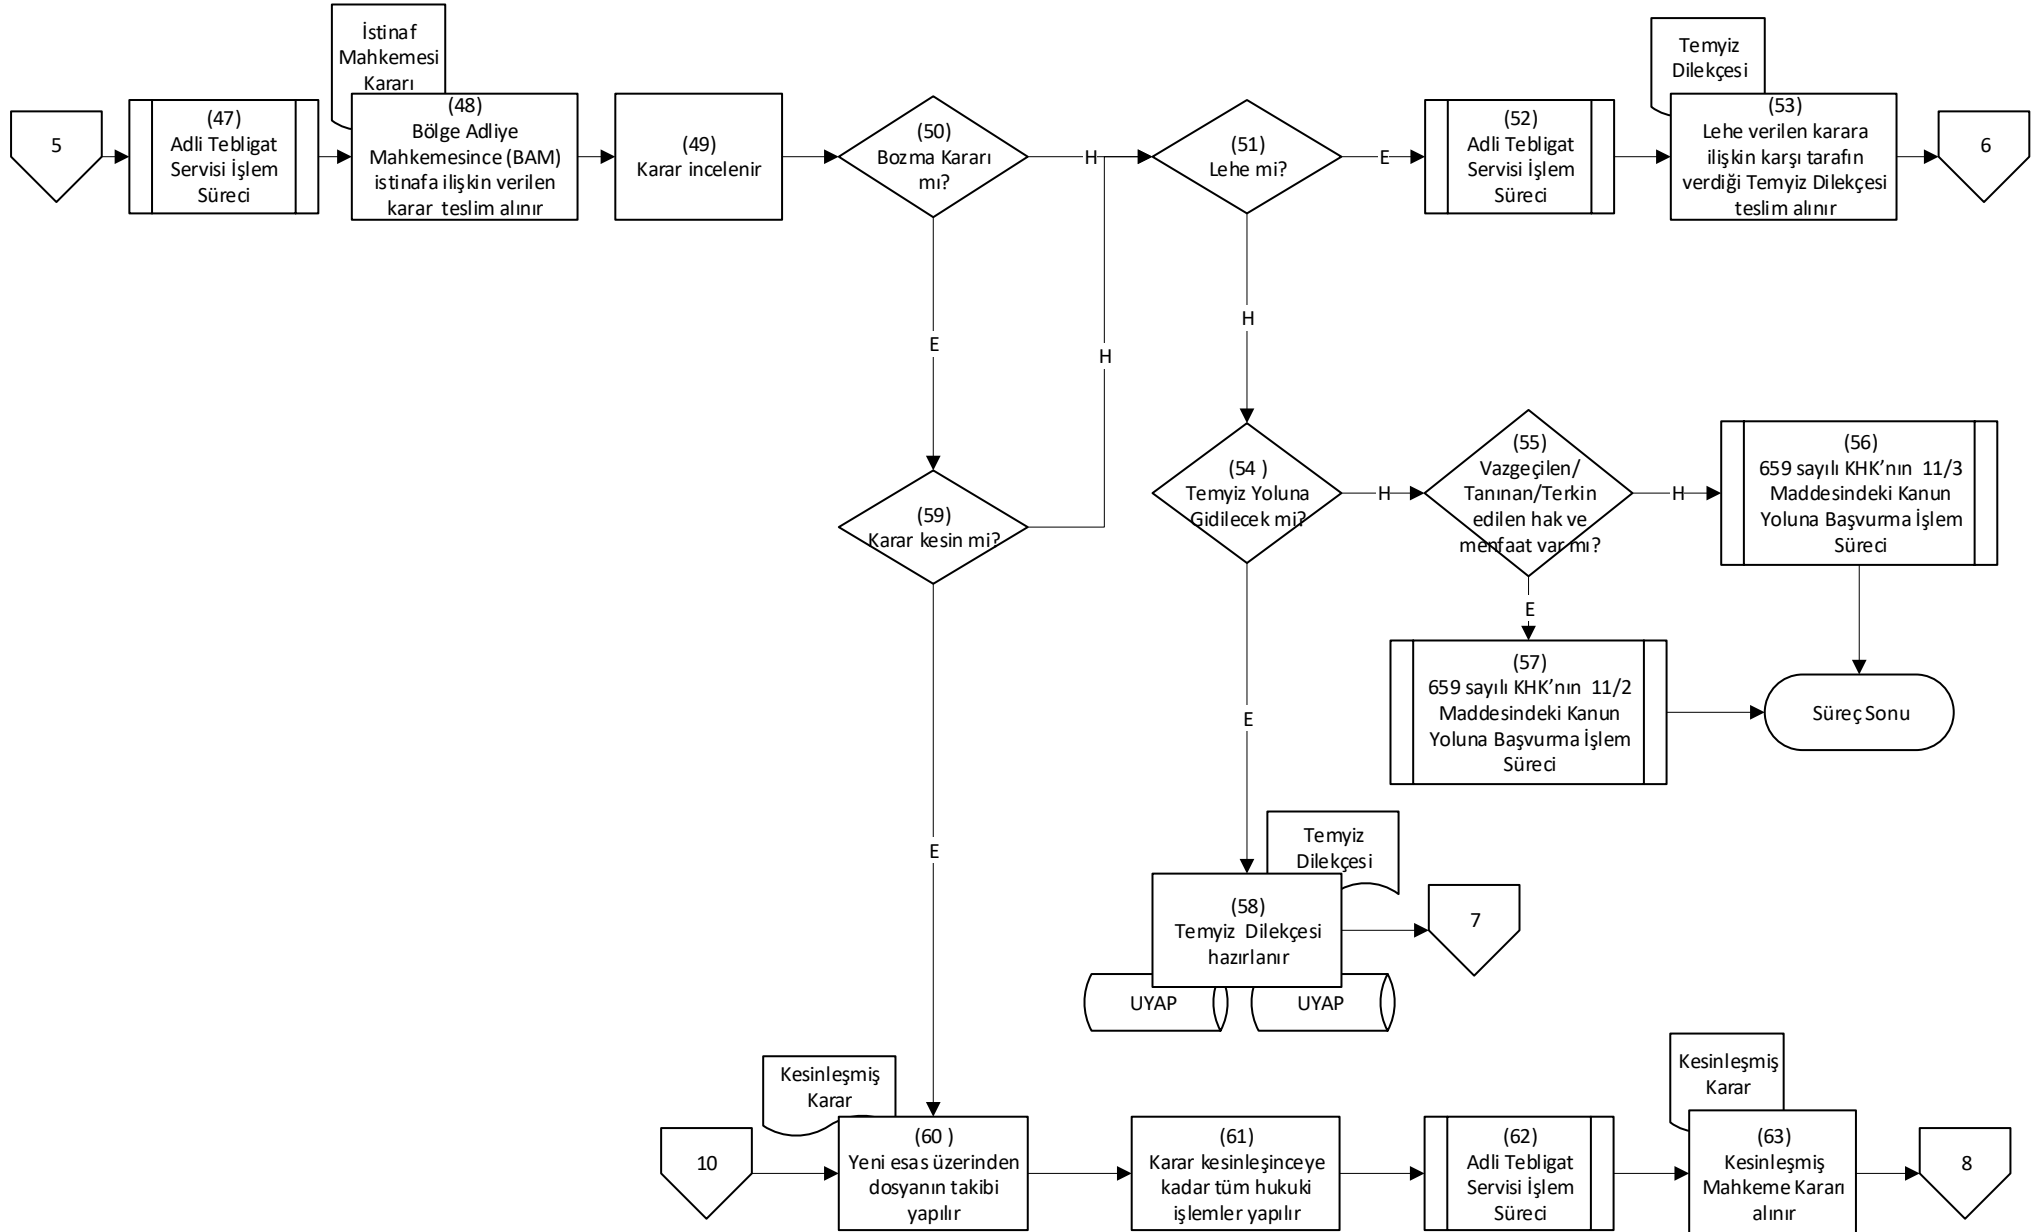 5
(47)
Adli Tebligat
Servisi İşlem
Süreci
İstinaf
Mahkemesi
Kararı
(48)
Bölge Adliye
Mahkemesince (BAM)
istinafa ilişkin verilen
karar teslim alınır
(49)
Karar incelenir
(50)
Bozma Kararı
mı?
H
(51)
Lehe mi?
E
(52)
Adli Tebligat
Servisi İşlem
Süreci
Temyiz
Dilekçesi
(53)
Lehe verilen karara
ilişkin karşı tarafın
verdiği Temyiz Dilekçesi
teslim alınır
6
E
H
H
(59)
Karar kesin mi?
(54 )
Temyiz Yoluna
Gidilecek mi?
H
(55)
Vazgeçilen/
Tanınan/Terkin
edilen hak ve
menfaat var mı?
H
(56)
659 sayılı KHK’nın 11/3
Maddesindeki Kanun
Yoluna Başvurma İşlem
Süreci
E
(57)
659 sayılı KHK’nın 11/2
Maddesindeki Kanun
Yoluna Başvurma İşlem
Süreci
Süreç Sonu
E
E
Temyiz
Dilekçesi
(58)
Temyiz Dilekçesi
hazırlanır
7
UYAP
UYAP
10
Kesinleşmiş
Karar
(60 )
Yeni esas üzerinden
dosyanın takibi
yapılır
(61)
Karar kesinleşinceye
kadar tüm hukuki
işlemler yapılır
(62)
Adli Tebligat
Servisi İşlem
Süreci
Kesinleşmiş
Karar
(63)
Kesinleşmiş
Mahkeme Kararı
alınır
8